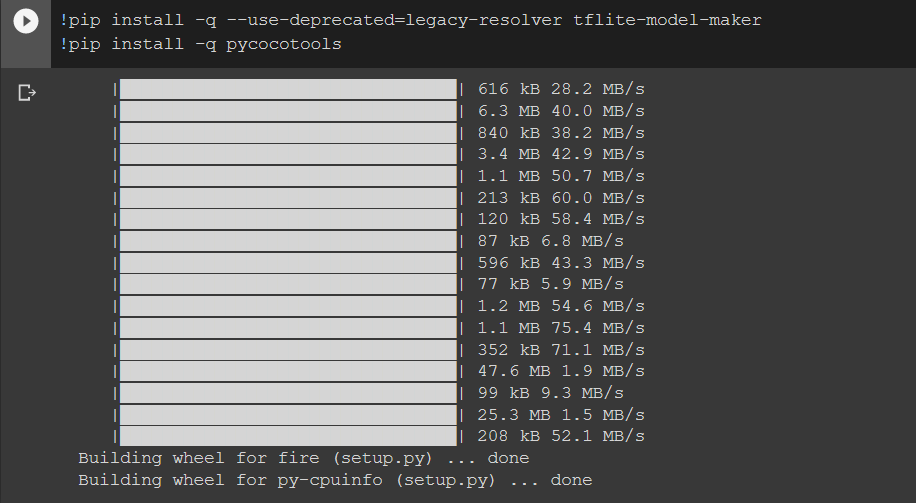 !pip install -q --use-deprecated=legacy-resolver tflite-model-maker
!pip install -q pycocotools
| 616 kB 28.2 MB/s
| 6.3 MB 40.0 MB/s
| 840 kB 38.2 MB/s
| 3.4 MB 42.9 MB/s
| 1.1 MB 50.7 MB/s
| 213 kB 60.0 MB/s
| 120 kB 58.4 MB/s
| 87 kB 6.8 MB/s
| 596 kB 43.3 MB/s
| 77 kB 5.9 MB/s
| 1.2 MB 54.6 MB/s
| 1.1 MB 75.4 MB/s
| 352 kB 71.1 MB/s
| 47.6 MB 1.9 MB/s
| 99 kB 9.3 MB/s
| 25.3 MB 1.5 MB/s
| 208 kB 52.1 MB/s
Building wheel for fire (setup.py) ... done
Building wheel for py-cpuinfo (setup.py) ... done